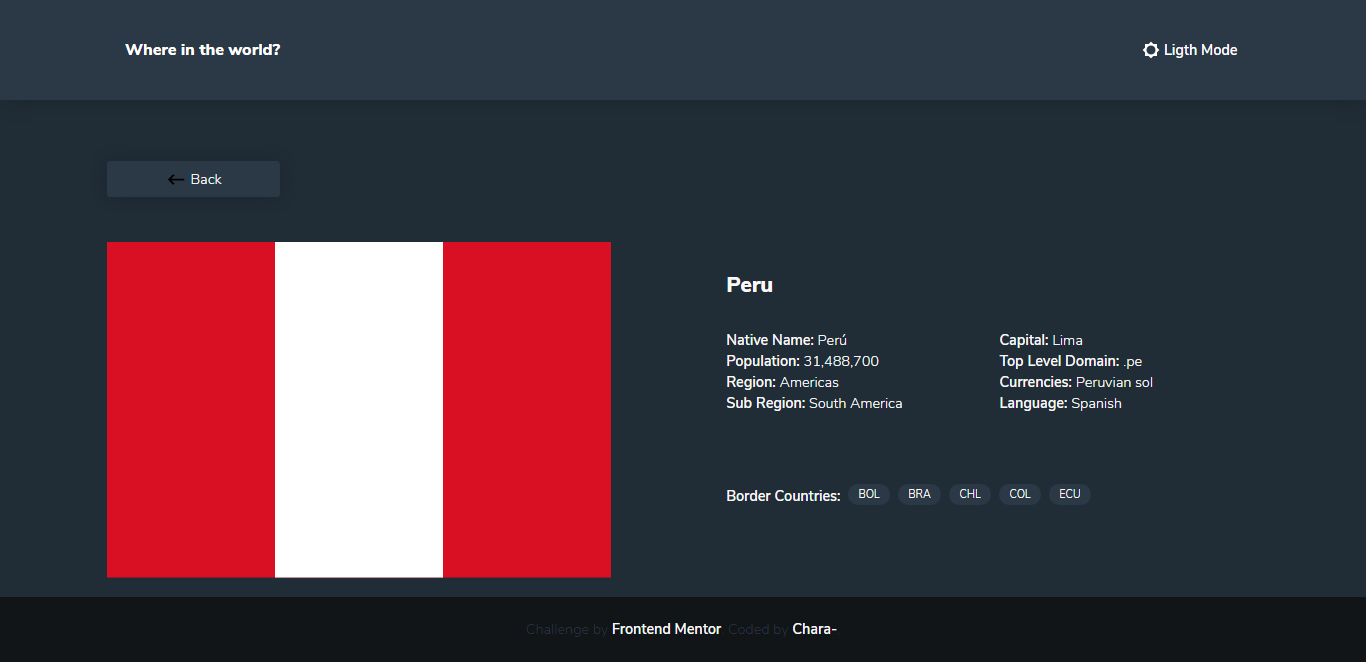 Where in the world?
Ligth Mode
Back
Peru
Native Name: Perú
Population: 31,488,700
Region: Americas
Sub Region: South America
Capital: Lima
Top Level Domain: .pe
Currencies: Peruvian sol
Language: Spanish
Border Countries: BOL BRA CHL COL ECU
Challenge by Frontend Mentor. Coded by Chara-